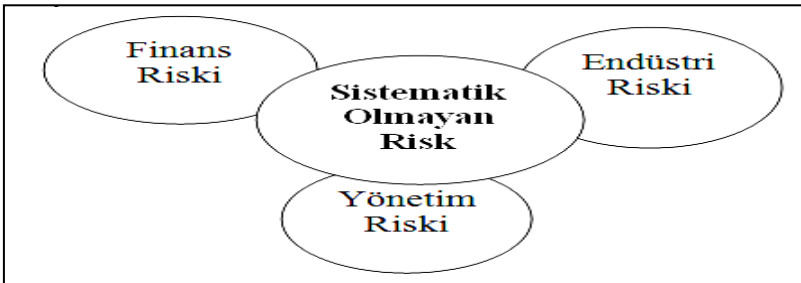 Finans
Riski
Endüstri
Riski
Sistematik
Olmayan
Risk
Yönetim
Riski